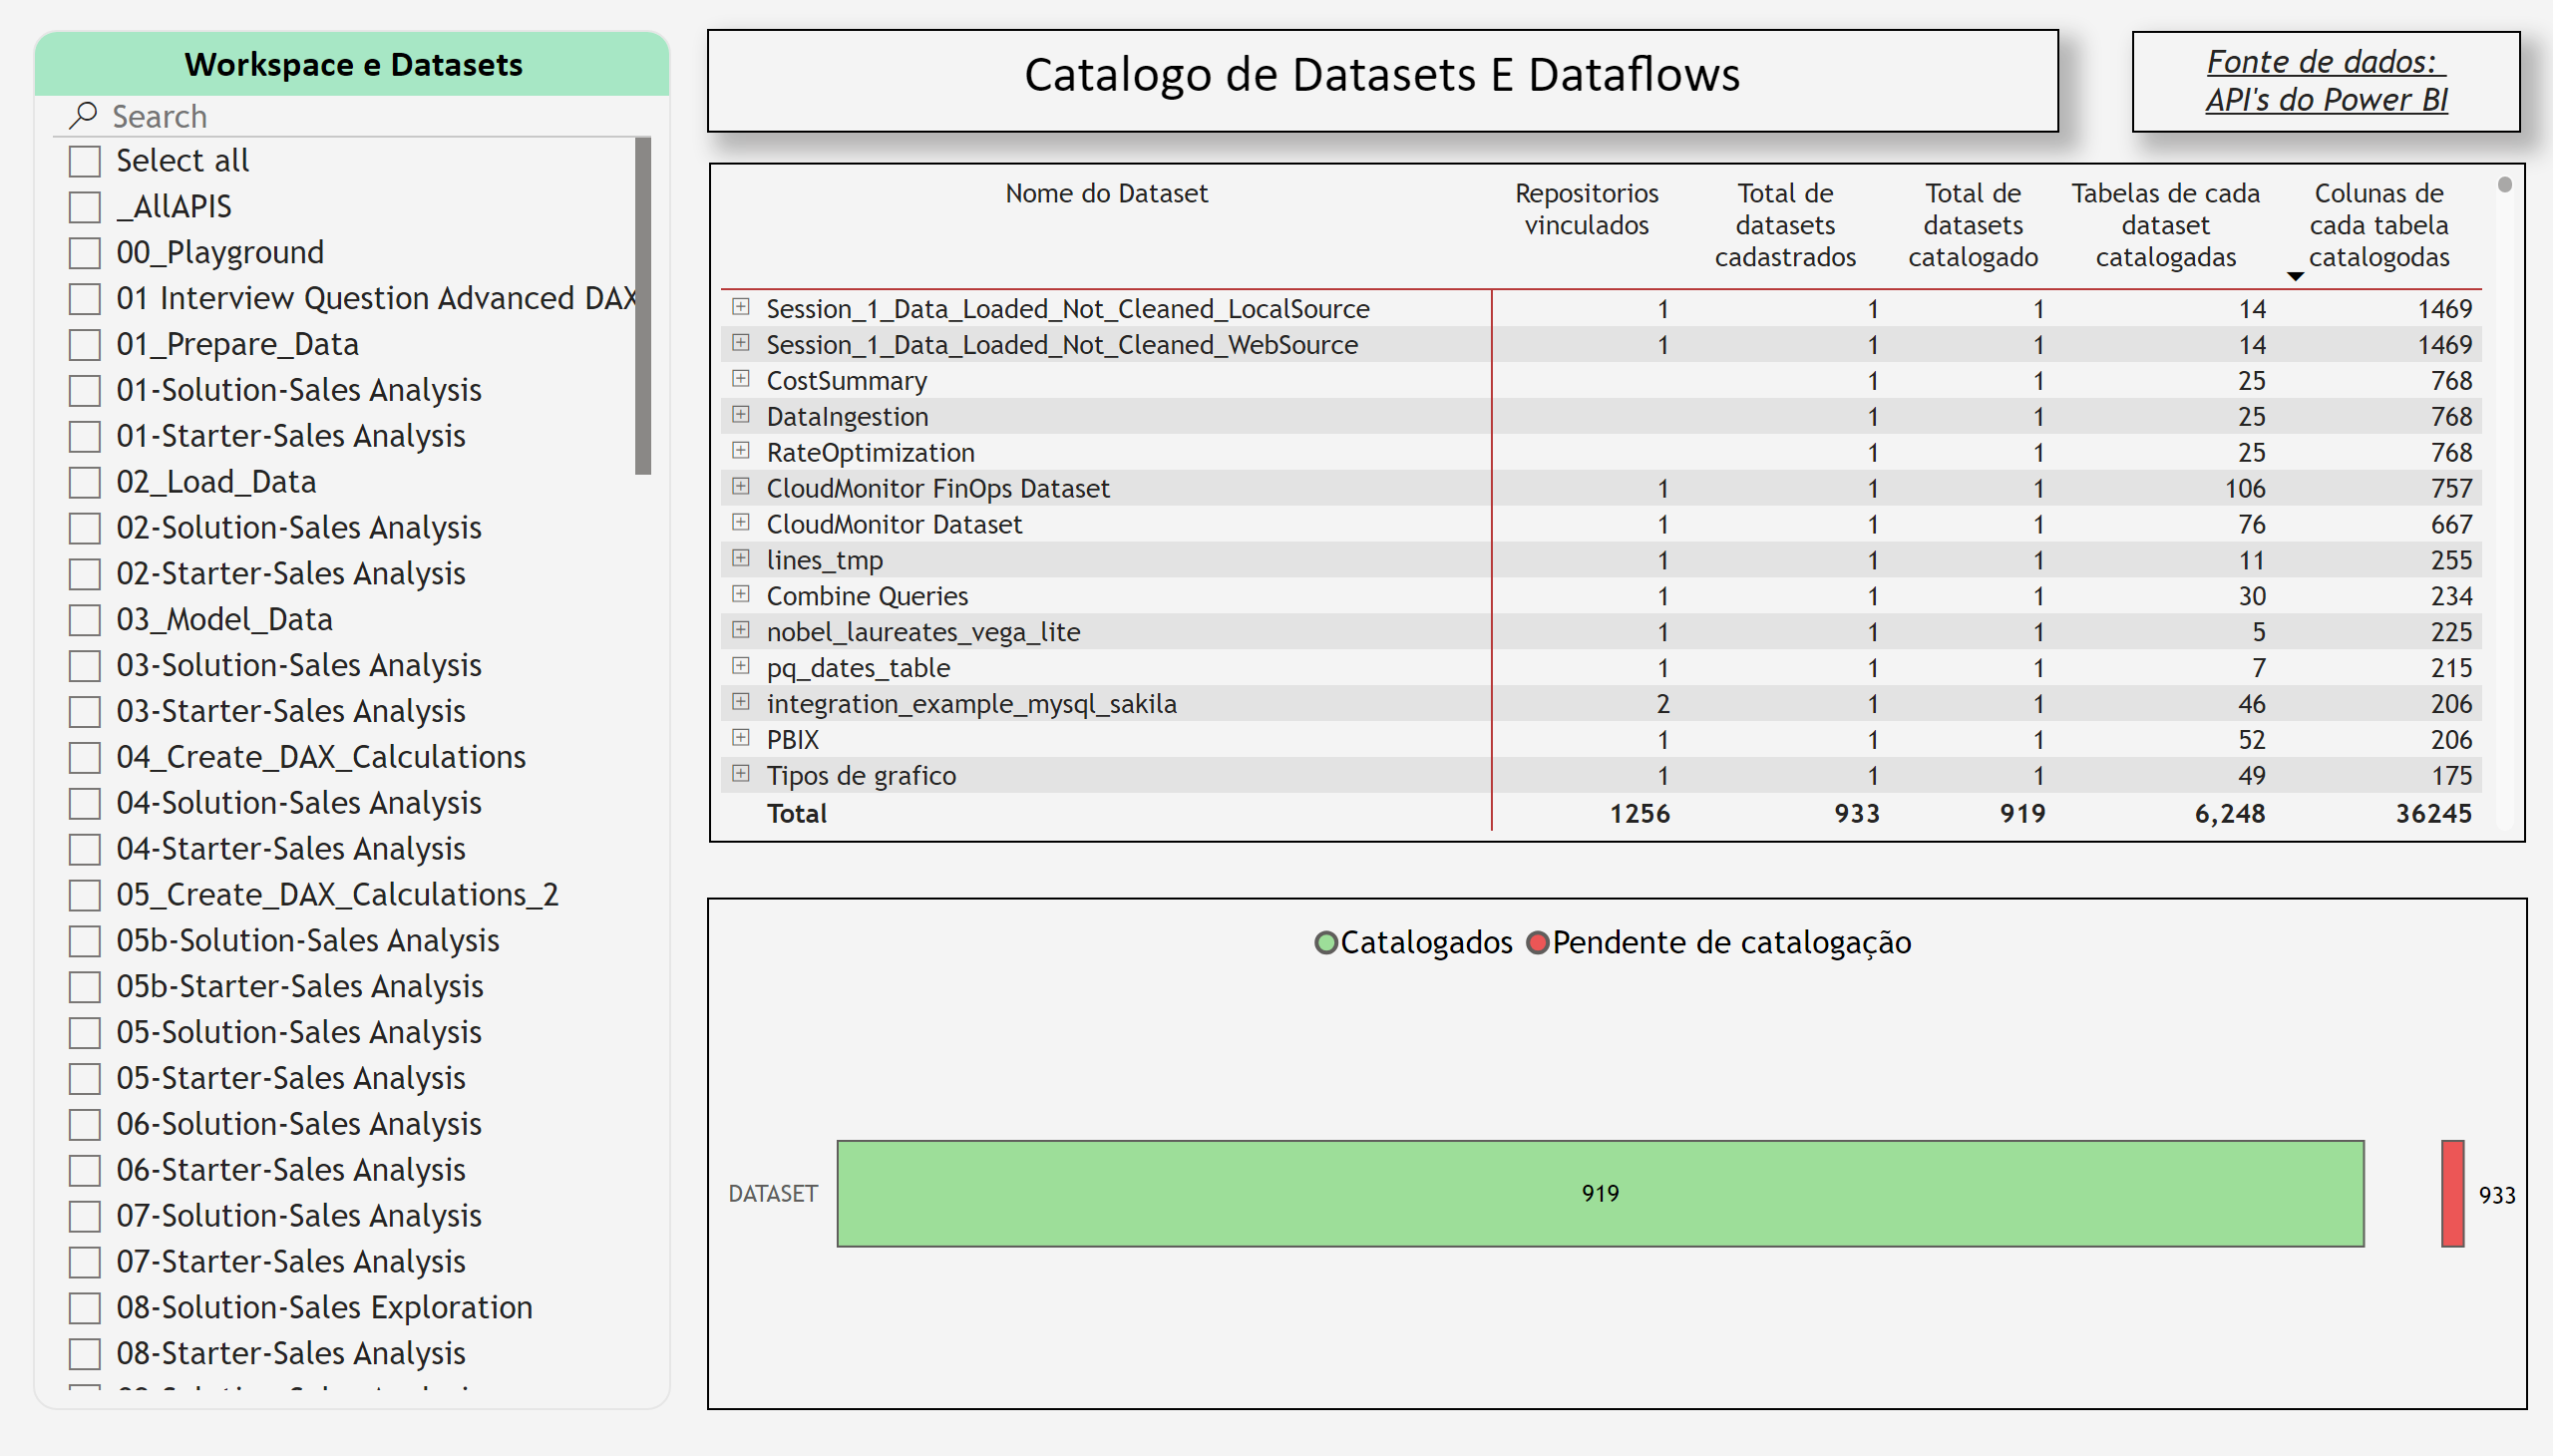 Workspace e Datasets
Search
Select all
_AllAPIS
00_Playground
01 Interview Question Advanced DAX
01_Prepare_Data
01-Solution-Sales Analysis
01-Starter-Sales Analysis
02_Load_Data
02-Solution-Sales Analysis
02-Starter-Sales Analysis
03_Model_Data
03-Solution-Sales Analysis
03-Starter-Sales Analysis
04_Create_DAX_Calculations
04-Solution-Sales Analysis
04-Starter-Sales Analysis
05_Create_DAX_Calculations_2
05b-Solution-Sales Analysis
05b-Starter-Sales Analysis
05-Solution-Sales Analysis
05-Starter-Sales Analysis
06-Solution-Sales Analysis
06-Starter-Sales Analysis
07-Solution-Sales Analysis
07-Starter-Sales Analysis
08-Solution-Sales Exploration
08-Starter-Sales Analysis
Catalogo de Datasets E Dataflows
Fonte de dados:
API's do Power BI
Nome do Dataset Repositorios Total de Total de Tabelas de cada Colunas de
vinculados datasets datasets dataset cada tabela
cadastrados catalogado catalogadas catalogodas
Session_1_Data_Loaded_Not_Cleaned_LocalSource 1 1 1 14 1469
Session_1_Data_Loaded_Not_Cleaned_WebSource 1 1 1 14 1469
CostSummary 1 1 25 768
DataIngestion 1 1 25 768
RateOptimization 1 1 25 768
CloudMonitor FinOps Dataset 1 1 1 106 757
CloudMonitor Dataset 1 1 1 76 667
lines_tmp 1 1 1 11 255
Combine Queries 1 1 1 30 234
nobel_laureates_vega_lite 1 1 1 5 225
pq_dates_table 1 1 1 7 215
integration_example_mysql_sakila 2 1 1 46 206
PBIX 1 1 1 52 206
Tipos de grafico 1 1 1 49 175
Total 1256 933 919 6,248 36245
Catalogados Pendente de catalogação
DATASET 919 933